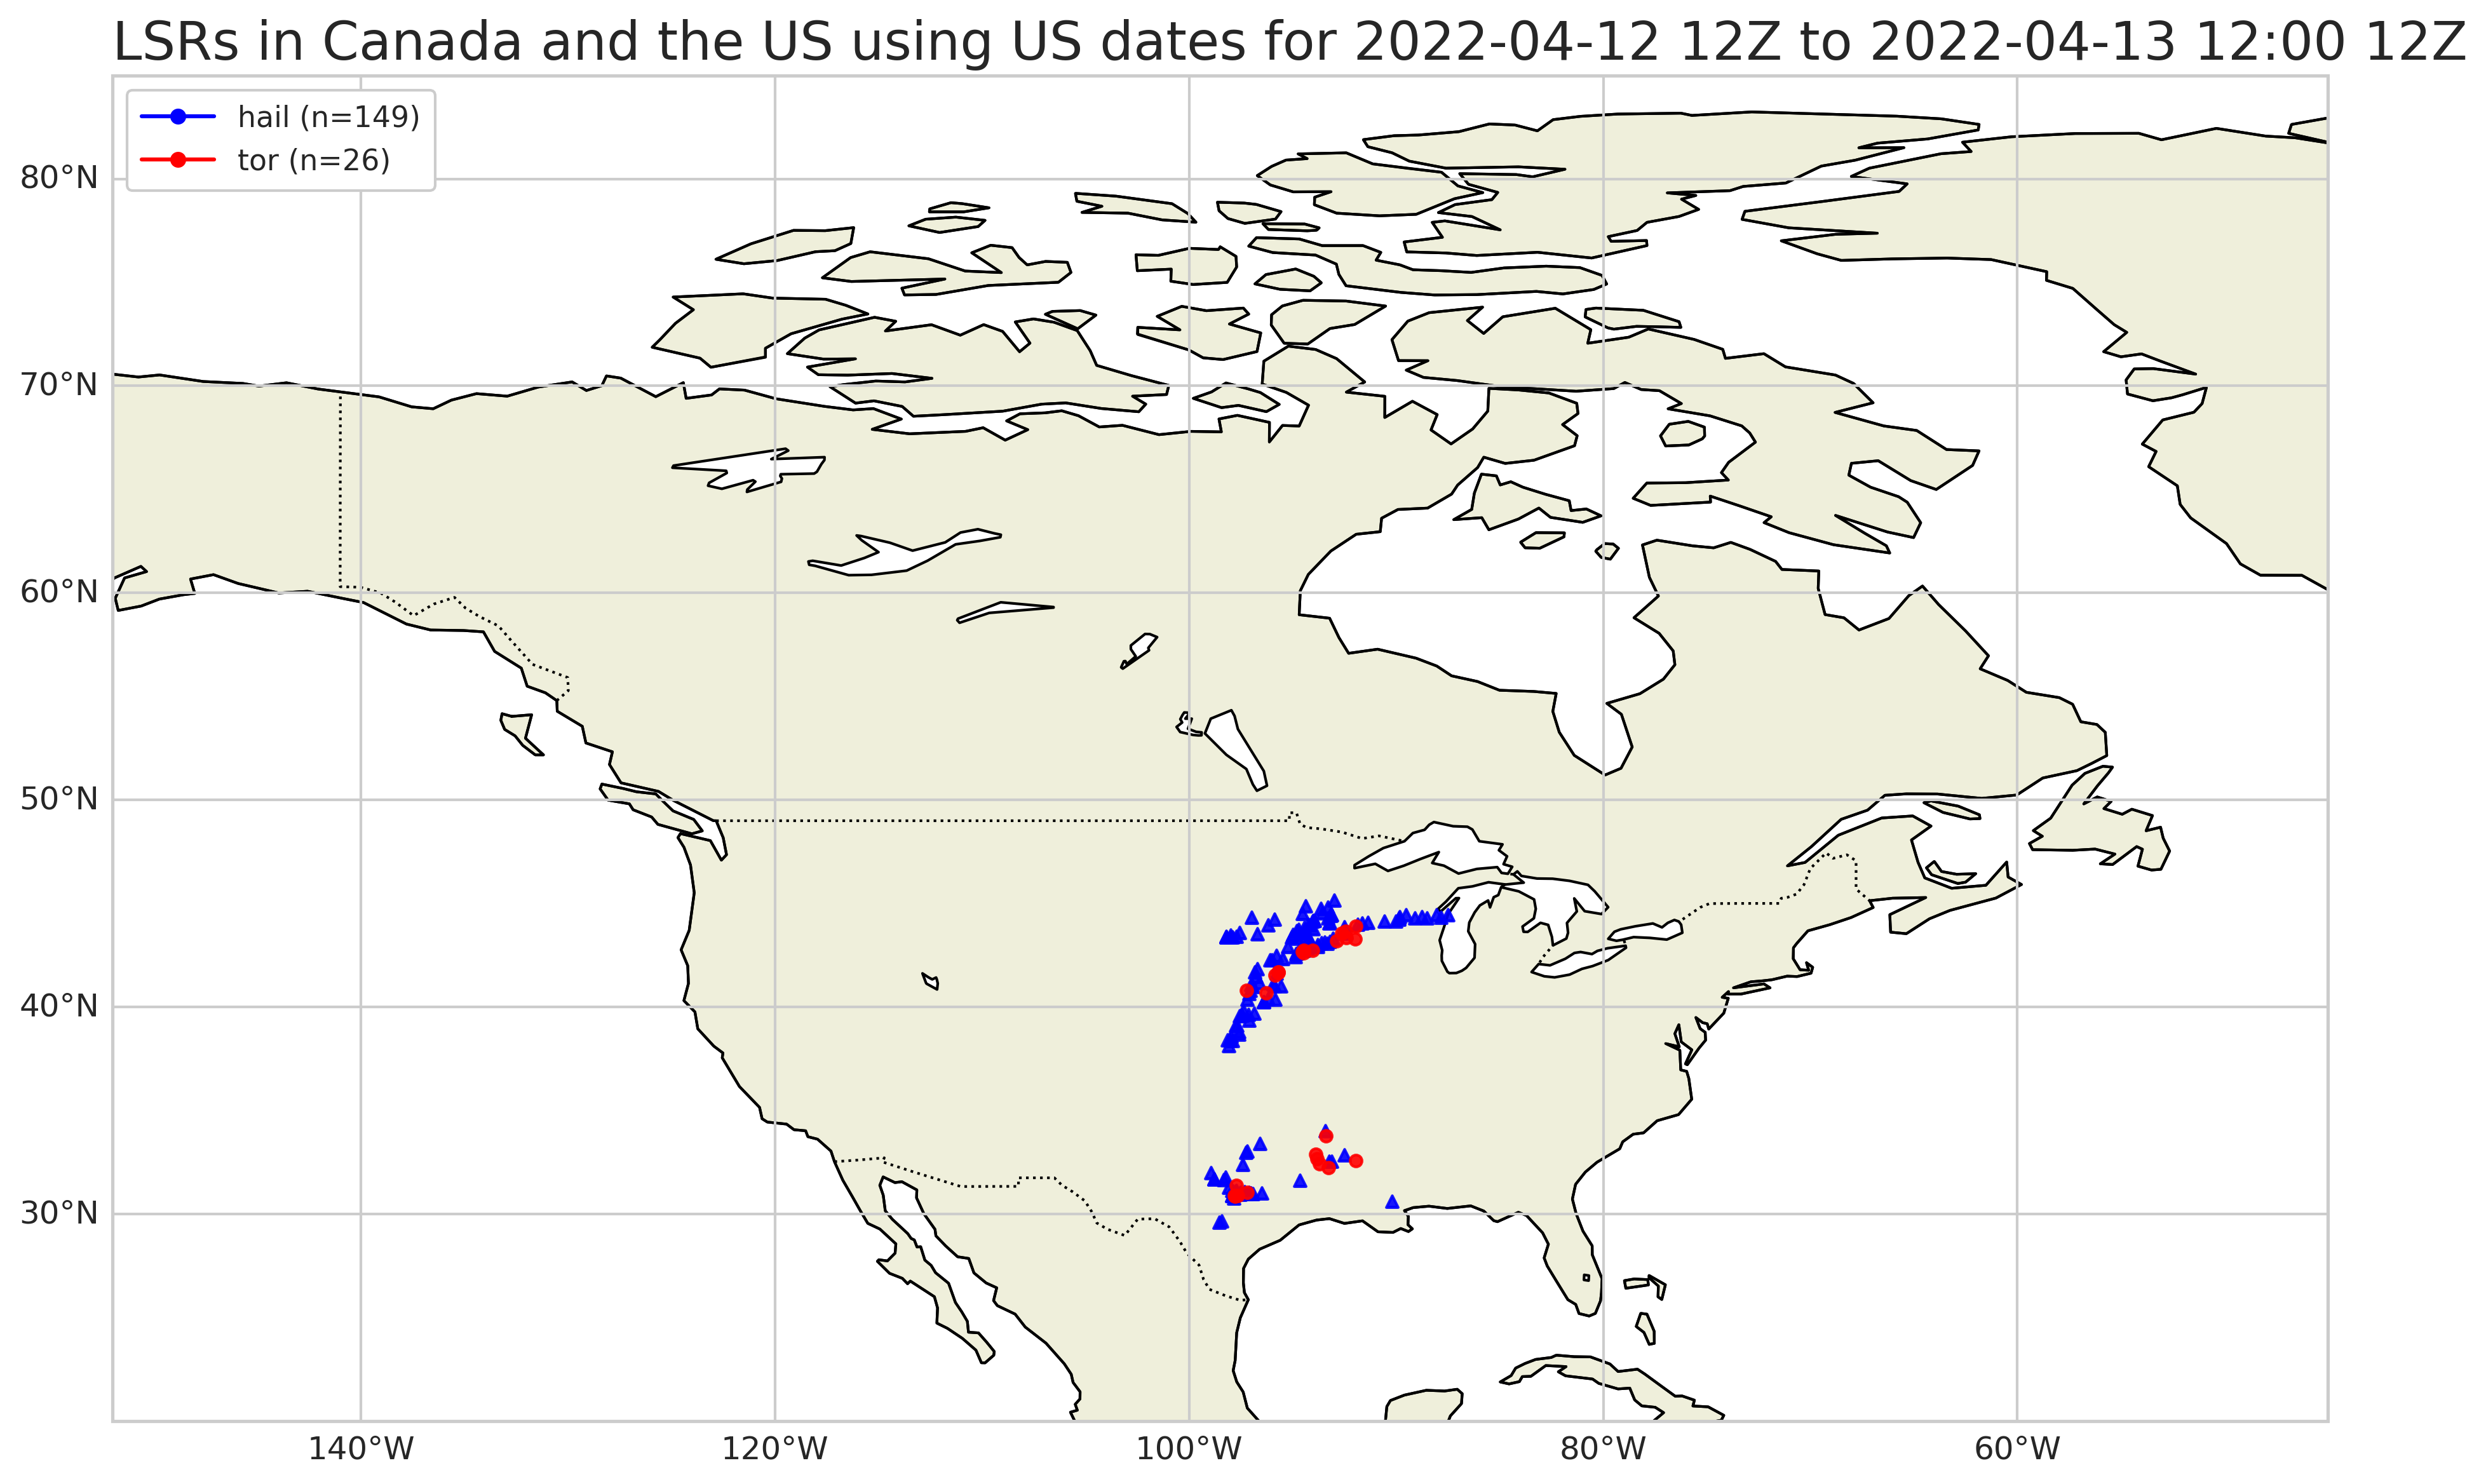 LSRs in Canada and the US using US dates for 2022-04-12 12Z to 2022-04-13 12:00 12Z
hail (n=149)
tor (n=26)
80°N
70°N
60°N
50°N
40°N
30°N
140°W
120°W
100°W
80°W
60°W